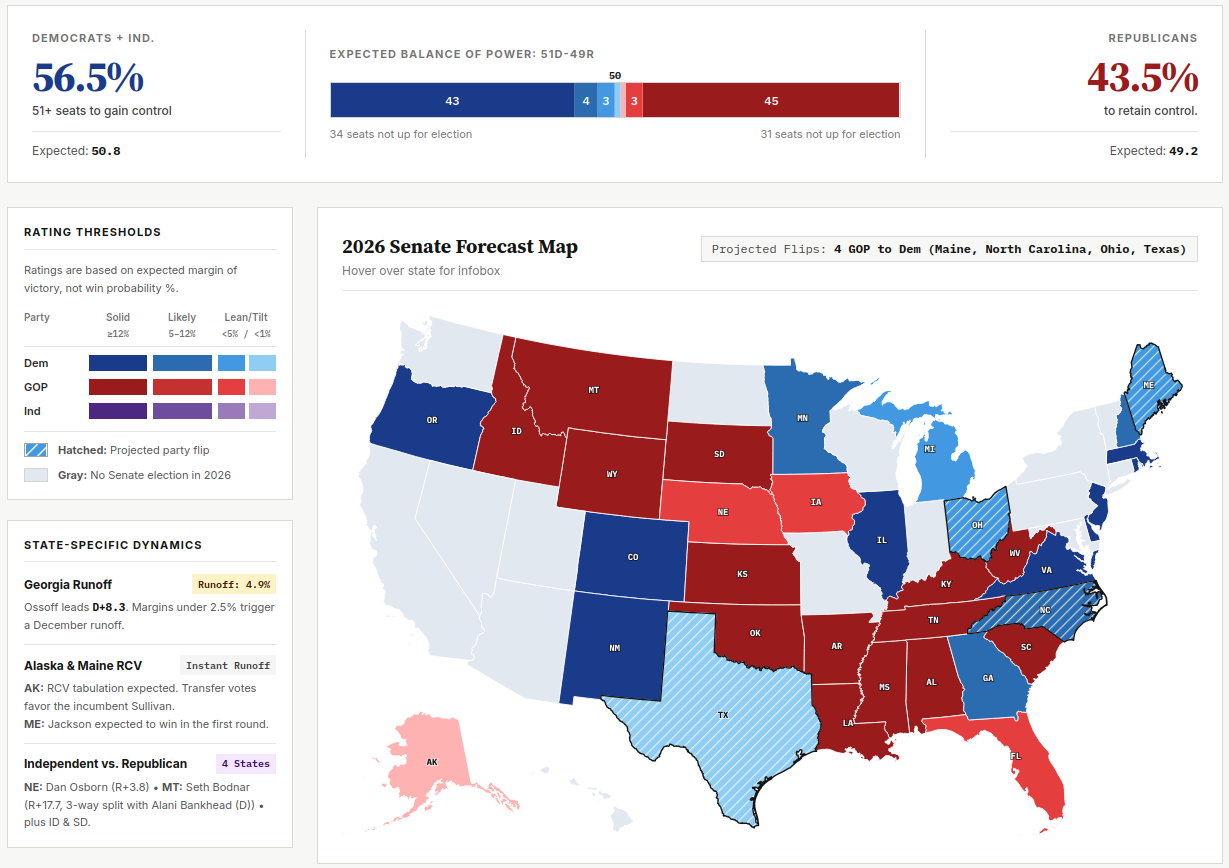 DEMOCRATS + IND.
56.5%
51+ seats to gain control
Expected: 50.8
EXPECTED BALANCE OF POWER: 51D-49R
50
43 4 3 3 45
34 seats not up for election
31 seats not up for election
REPUBLICANS
43.5%
to retain control.
Expected: 49.2
RATING THRESHOLDS
Ratings are based on expected margin of
victory, not win probability %.
Party Solid Likely Lean/Tilt
≥12% 5–12% <5% / <1%
Dem
GOP
Ind
Hatched: Projected party flip
Gray: No Senate election in 2026
STATE-SPECIFIC DYNAMICS
Georgia Runoff Runoff: 4.9%
Ossoff leads D+8.3. Margins under 2.5% trigger
a December runoff.
Alaska & Maine RCV Instant Runoff
AK: RCV tabulation expected. Transfer votes
favor the incumbent Sullivan.
ME: Jackson expected to win in the first round.
Independent vs. Republican 4 States
NE: Dan Osborn (R+3.8) • MT: Seth Bodnar
(R+17.7, 3-way split with Alani Bankhead (D)) •
plus ID & SD.
2026 Senate Forecast Map
Hover over state for infobox
Projected Flips: 4 GOP to Dem (Maine, North Carolina, Ohio, Texas)
ME
MT
OR
MN
ID
MI
SD
WY
IA
NE
OH
IL
WV
CO
VA
KS
KY
NC
TN
OK
AR
SC
NM
GA
AL
MS
TX
LA
FL
AK